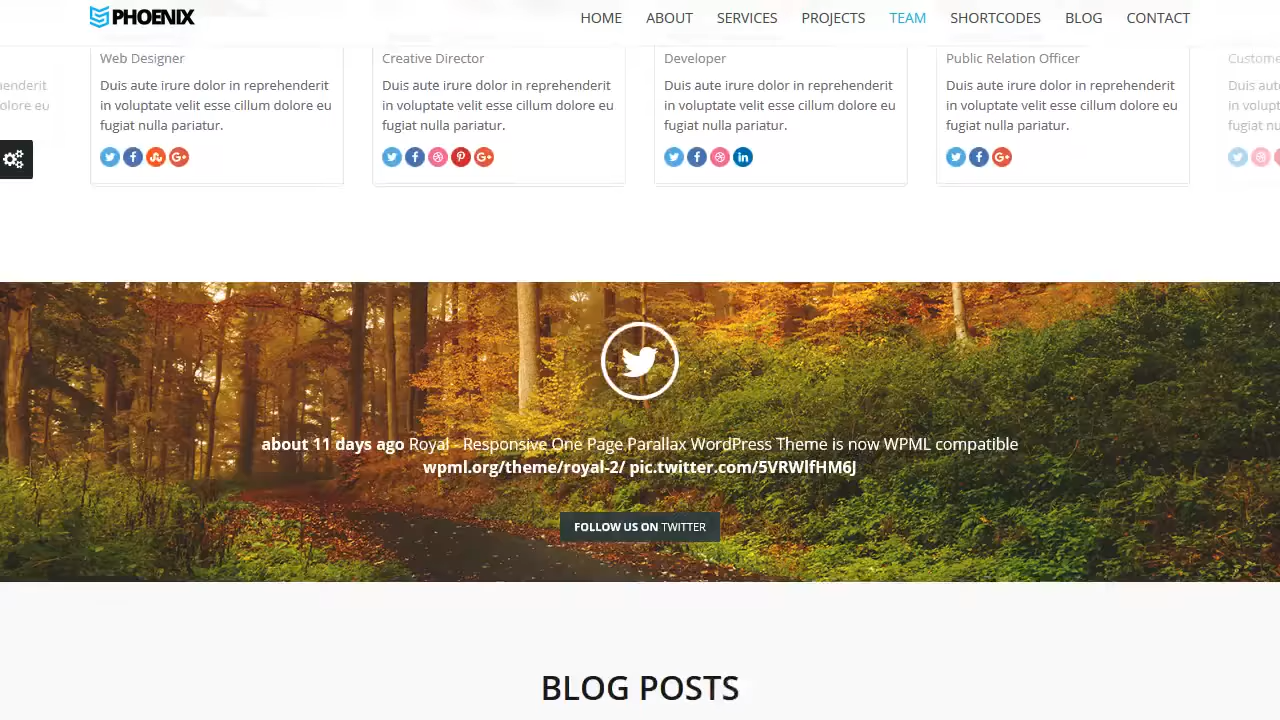 PHOENIX
HOME ABOUT SERVICES PROJECTS TEAM SHORTCODES BLOG CONTACT
Web Designer
Duis aute irure dolor in reprehenderit
in voluptate velit esse cillum dolore eu
fugiat nulla pariatur.
Creative Director
Duis aute irure dolor in reprehenderit
in voluptate velit esse cillum dolore eu
fugiat nulla pariatur.
Developer
Duis aute irure dolor in reprehenderit
in voluptate velit esse cillum dolore eu
fugiat nulla pariatur.
Public Relation Officer
Duis aute irure dolor in reprehenderit
in voluptate velit esse cillum dolore eu
fugiat nulla pariatur.
about 11 days ago Royal - Responsive One Page Parallax WordPress Theme is now WPML compatible
wpml.org/theme/royal-2/ pic.twitter.com/5VRWlfHM6J
FOLLOW US ON TWITTER
BLOG POSTS